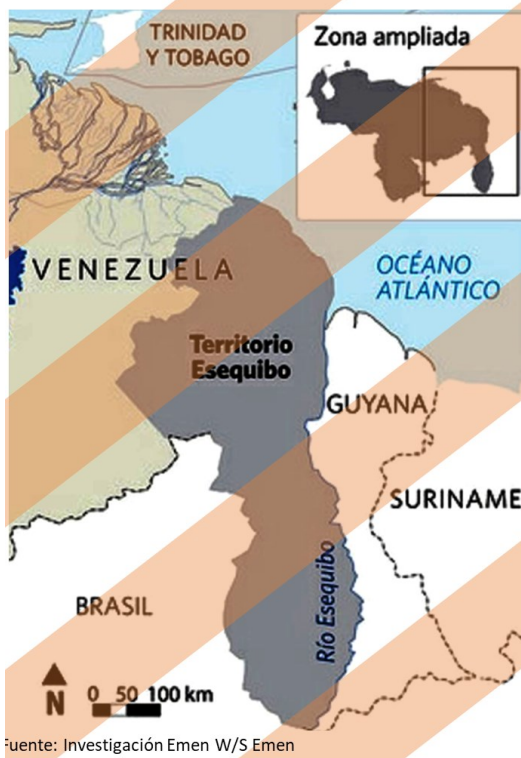 TRINIDAD
Y TOBAGO
Zona ampliada
VENEZUELA
OCÉANO
ATLÁNTICO
Territorio
Esequibo
GUYANA
SURINAME
BRASIL
Río Esequibo
N
0 50 100 km
Fuente: Investigación Emen W/S Emen